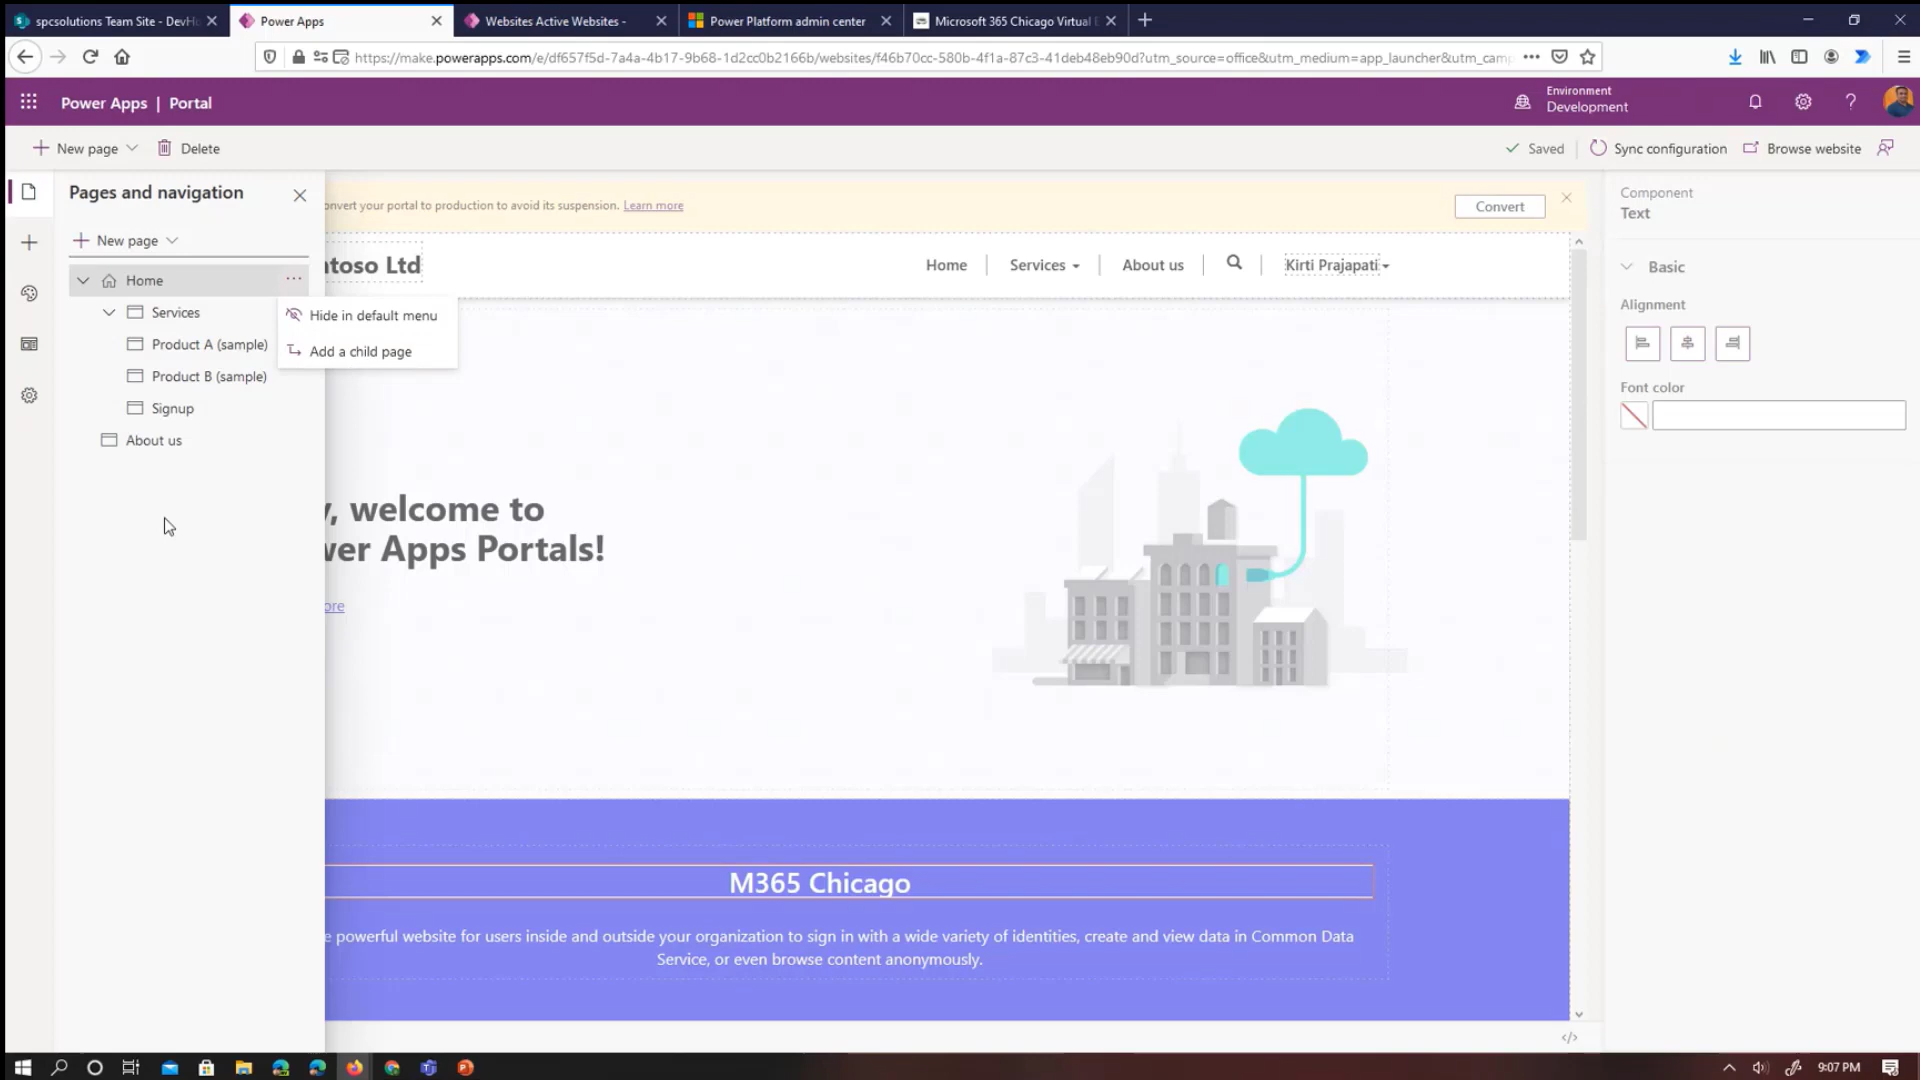 spcsolutions Team Site - DevH
Power Apps
Websites Active Websites -
Power Platform admin center
Microsoft 365 Chicago Virtual
https://make.powerapps.com/e/df657f5d-7a4a-4b17-9b68-1d2cc0b2166b/websites/f46b70cc-580b-4f1a-87c3-41deb48eb90d?utm_source=office&utm_medium=app_launcher&utm_camp
Power Apps | Portal
Environment
Development
New page
Delete
Saved
Sync configuration
Browse website
Pages and navigation
New page
Home
Services
Product A (sample)
Product B (sample)
Signup
About us
Hide in default menu
Add a child page
onvert your portal to production to avoid its suspension. Learn more
Convert
ntoso Ltd
Home
Services
About us
Kirti Prajapati
y, welcome to
wer Apps Portals!
ore
M365 Chicago
e powerful website for users inside and outside your organization to sign in with a wide variety of identities, create and view data in Common Data
Service, or even browse content anonymously.
Component
Text
Basic
Alignment
Font color
</>
9:07 PM